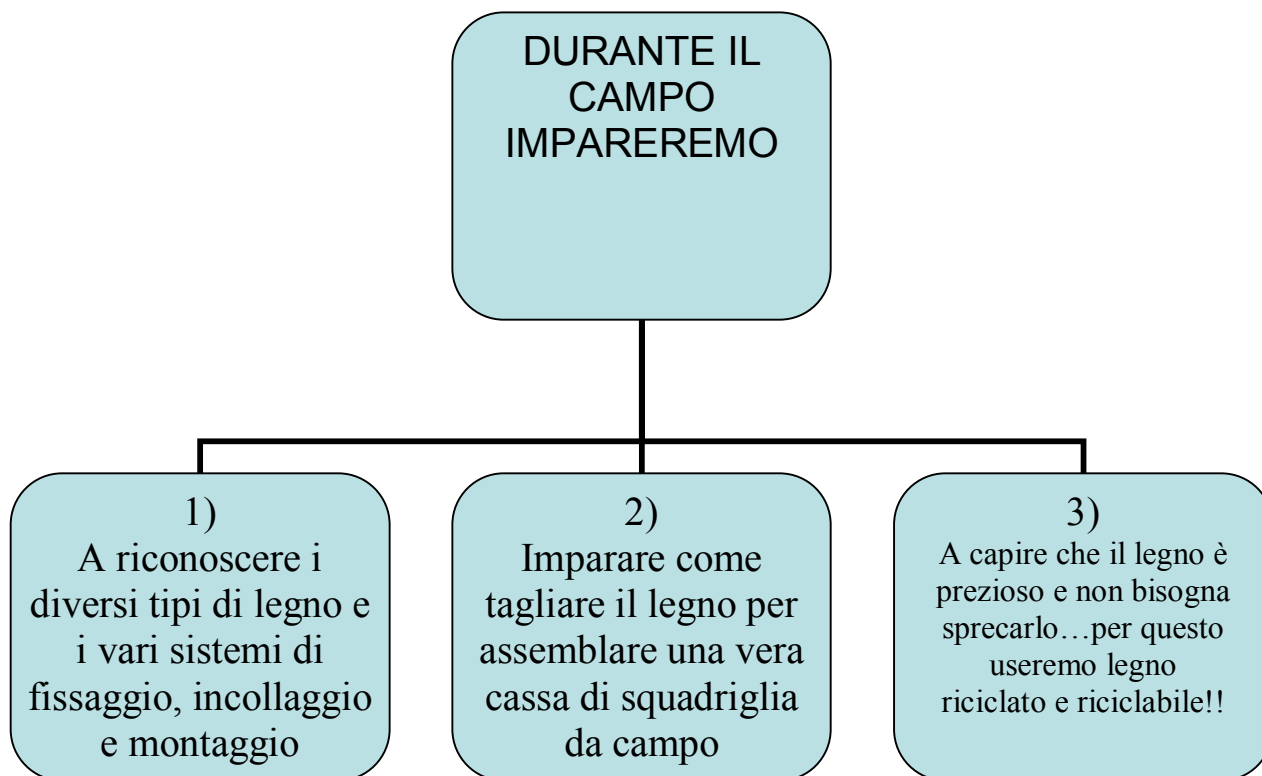 DURANTE IL
CAMPO
IMPAREREMO
1)
A riconoscere i
diversi tipi di legno e
i vari sistemi di
fissaggio, incollaggio
e montaggio
2)
Imparare come
tagliare il legno per
assemblare una vera
cassa di squadriglia
da campo
3)
A capire che il legno è
prezioso e non bisogna
sprecarlo…per questo
useremo legno
riciclato e riciclabile!!